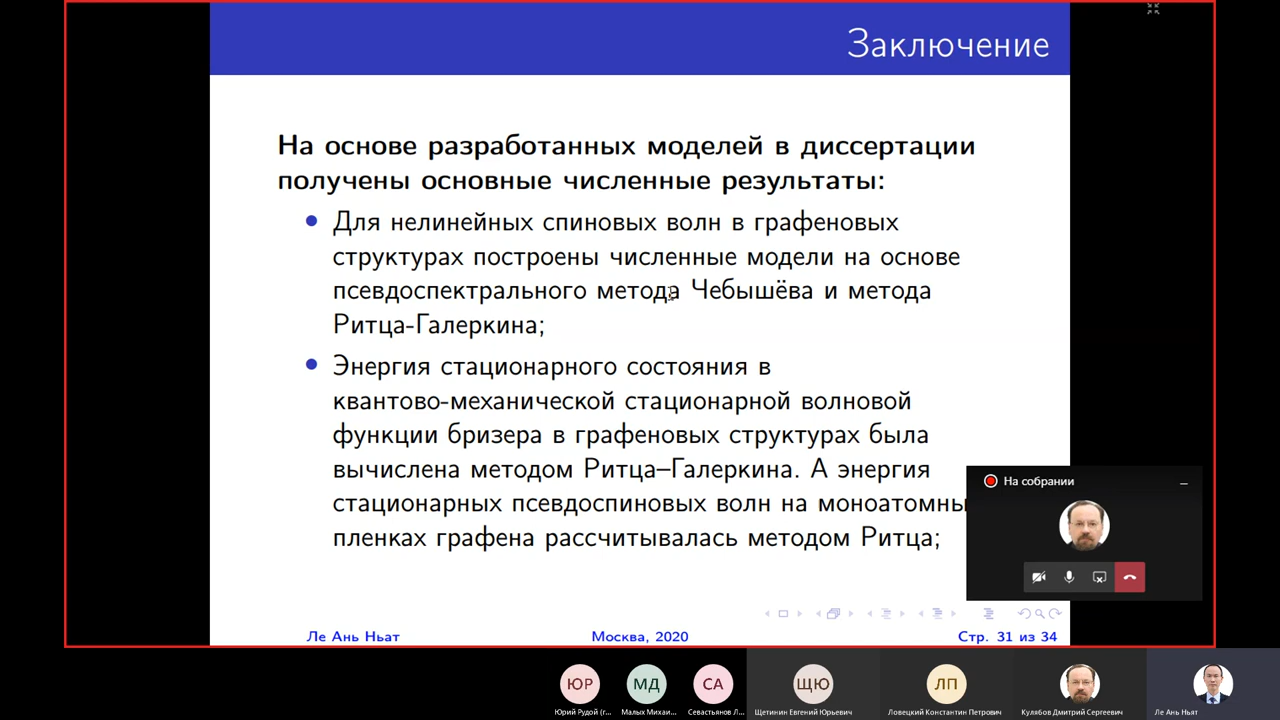 Заключение
На основе разработанных моделей в диссертации
получены основные численные результаты:
Для нелинейных спиновых волн в графеновых
структурах построены численные модели на основе
псевдоспектрального метода Чебышёва и метода
Ритца-Галеркина;
Энергия стационарного состояния в
квантово-механической стационарной волновой
функции бризера в графеновых структурах была
вычислена методом Ритца–Галеркина. А энергия
стационарных псевдоспиновых волн на моноатомны
пленках графена рассчитывалась методом Ритца;
На собрании
Ле Ань Ньат
Москва, 2020
Стр. 31 из 34
ЮР
МД
СА
ЩЮ
ЛП
Юрий Рудой (г...
Малых Михаи...
Севастьянов Л...
Щетинин Евгений Юрьевич
Ловецкий Константин Петрович
Кулябов Дмитрий Сергеевич
Ле Ань Ньат